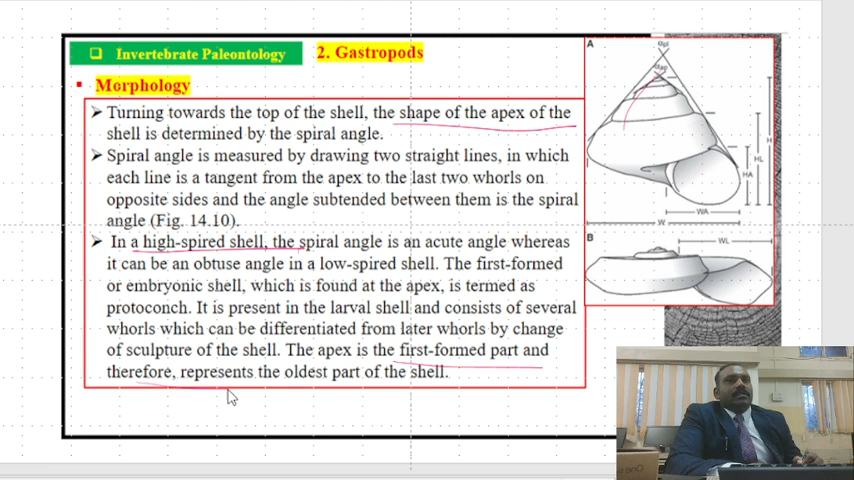 Invertebrate Paleontology
2. Gastropods
Morphology
Turning towards the top of the shell, the shape of the apex of the
shell is determined by the spiral angle.
Spiral angle is measured by drawing two straight lines, in which
each line is a tangent from the apex to the last two whorls on
opposite sides and the angle subtended between them is the spiral
angle (Fig. 14.10).
In a high-spired shell, the spiral angle is an acute angle whereas
it can be an obtuse angle in a low-spired shell. The first-formed
or embryonic shell, which is found at the apex, is termed as
protoconch. It is present in the larval shell and consists of several
whorls which can be differentiated from later whorls by change
of sculpture of the shell. The apex is the first-formed part and
therefore, represents the oldest part of the shell.
A
αpl
αap
H
HL
HA
WA
W
B
WL